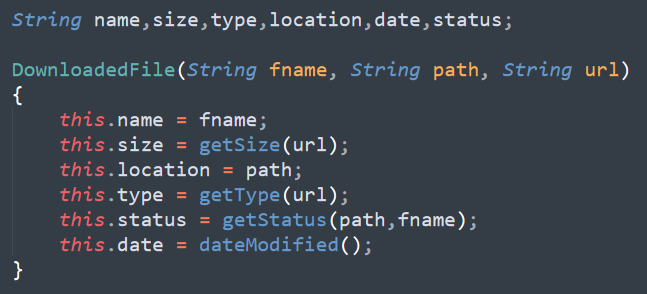 String name,size,type,location,date,status;
DownloadedFile(String fname, String path, String url)
{
this.name = fname;
this.size = getSize(url);
this.location = path;
this.type = getType(url);
this.status = getStatus(path,fname);
this.date = dateModified();
}